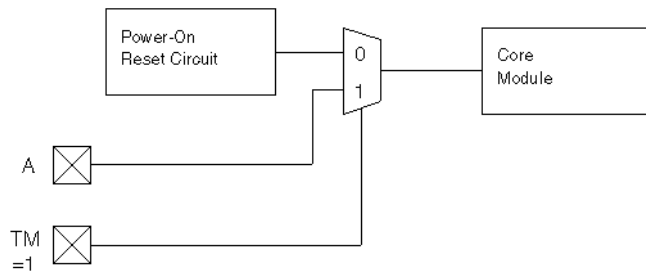 Power-On
Reset Circuit
0
1
Core
Module
A
TM
=1